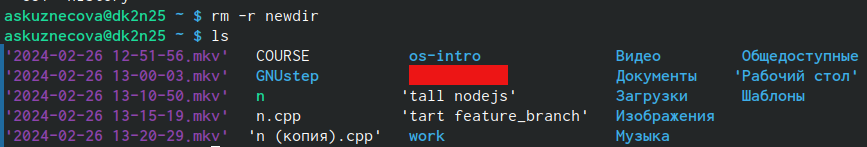 askuznecova@dk2n25 ~ $ rm -r newdir
askuznecova@dk2n25 ~ $ ls
'2024-02-26 12-51-56.mkv' COURSE os-intro Видео Общедоступные
'2024-02-26 13-00-03.mkv' GNUstep Документы 'Рабочий стол'
'2024-02-26 13-10-50.mkv' n 'tall nodejs' Загрузки Шаблоны
'2024-02-26 13-15-19.mkv' n.cpp 'tart feature_branch' Изображения
'2024-02-26 13-20-29.mkv' 'n (копия).cpp' work Музыка